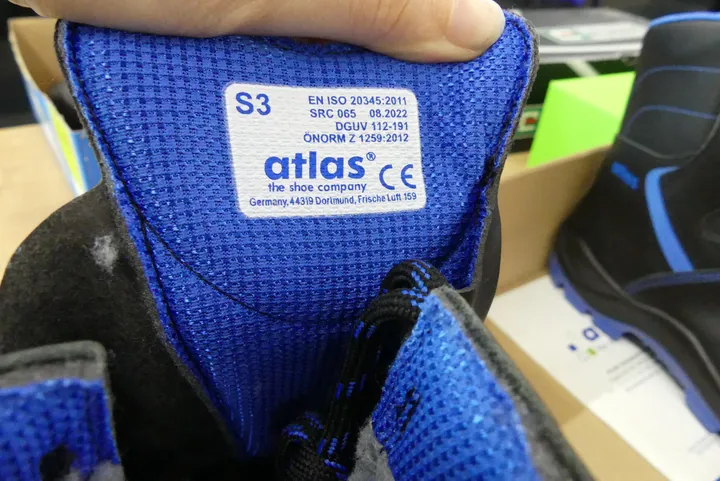 S3
EN ISO 20345:2011
SRC 065 08.2022
DGUV 112-191
ÖNORM Z 1259:2012
atlas®
the shoe company
CE
Germany, 44319 Dortmund, Frische Luft 159